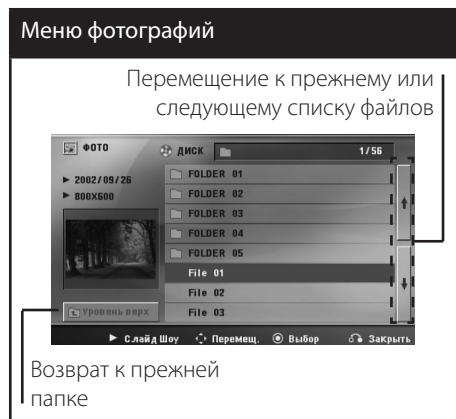 Меню фотографий
Перемещение к прежнему или
следующему списку файлов
ФОТО
ДИСК
1/56
2002/09/26
800X600
FOLDER 01
FOLDER 02
FOLDER 03
FOLDER 04
FOLDER 05
File 01
File 02
File 03
Уровень верх
Слайд Шоу
Перемещ.
Выбор
Закрыть
Возврат к прежней
папке